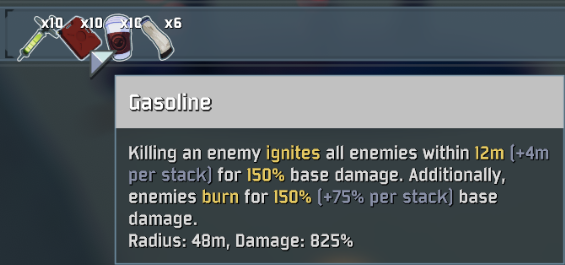 x10 x10 x10 x6
Gasoline
Killing an enemy ignites all enemies within 12m (+4m
per stack) for 150% base damage. Additionally,
enemies burn for 150% (+75% per stack) base
damage.
Radius: 48m, Damage: 825%